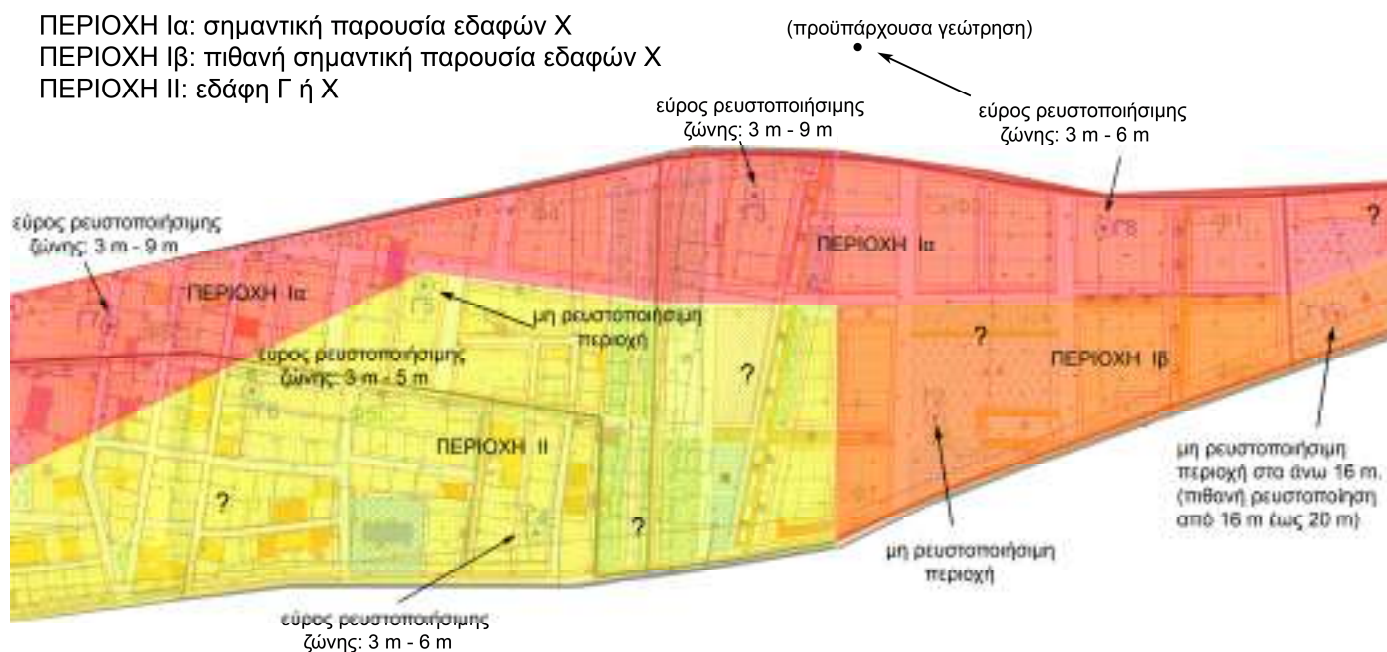 ΠΕΡΙΟΧΗ Ια: σημαντική παρουσία εδαφών Χ
ΠΕΡΙΟΧΗ Ιβ: πιθανή σημαντική παρουσία εδαφών Χ
ΠΕΡΙΟΧΗ ΙΙ: εδάφη Γ ή Χ
(προϋπάρχουσα γεώτρηση)
εύρος ρευστοποιήσιμης
ζώνης: 3 m - 9 m
εύρος ρευστοποιήσιμης
ζώνης: 3 m - 6 m
εύρος ρευστοποιήσιμης
ζώνης: 3 m - 9 m
?
ΠΕΡΙΟΧΗ Ια
ΠΕΡΙΟΧΗ Ια
μη ρευστοποιήσιμη
περιοχή
?
εύρος ρευστοποιήσιμης
ζώνης: 3 m - 5 m
?
ΠΕΡΙΟΧΗ Ιβ
ΠΕΡΙΟΧΗ ΙΙ
?
?
μη ρευστοποιήσιμη
περιοχή στα άνω 16 m.
(πιθανή ρευστοποίηση
από 16 m έως 20 m)
μη ρευστοποιήσιμη
περιοχή
εύρος ρευστοποιήσιμης
ζώνης: 3 m - 6 m